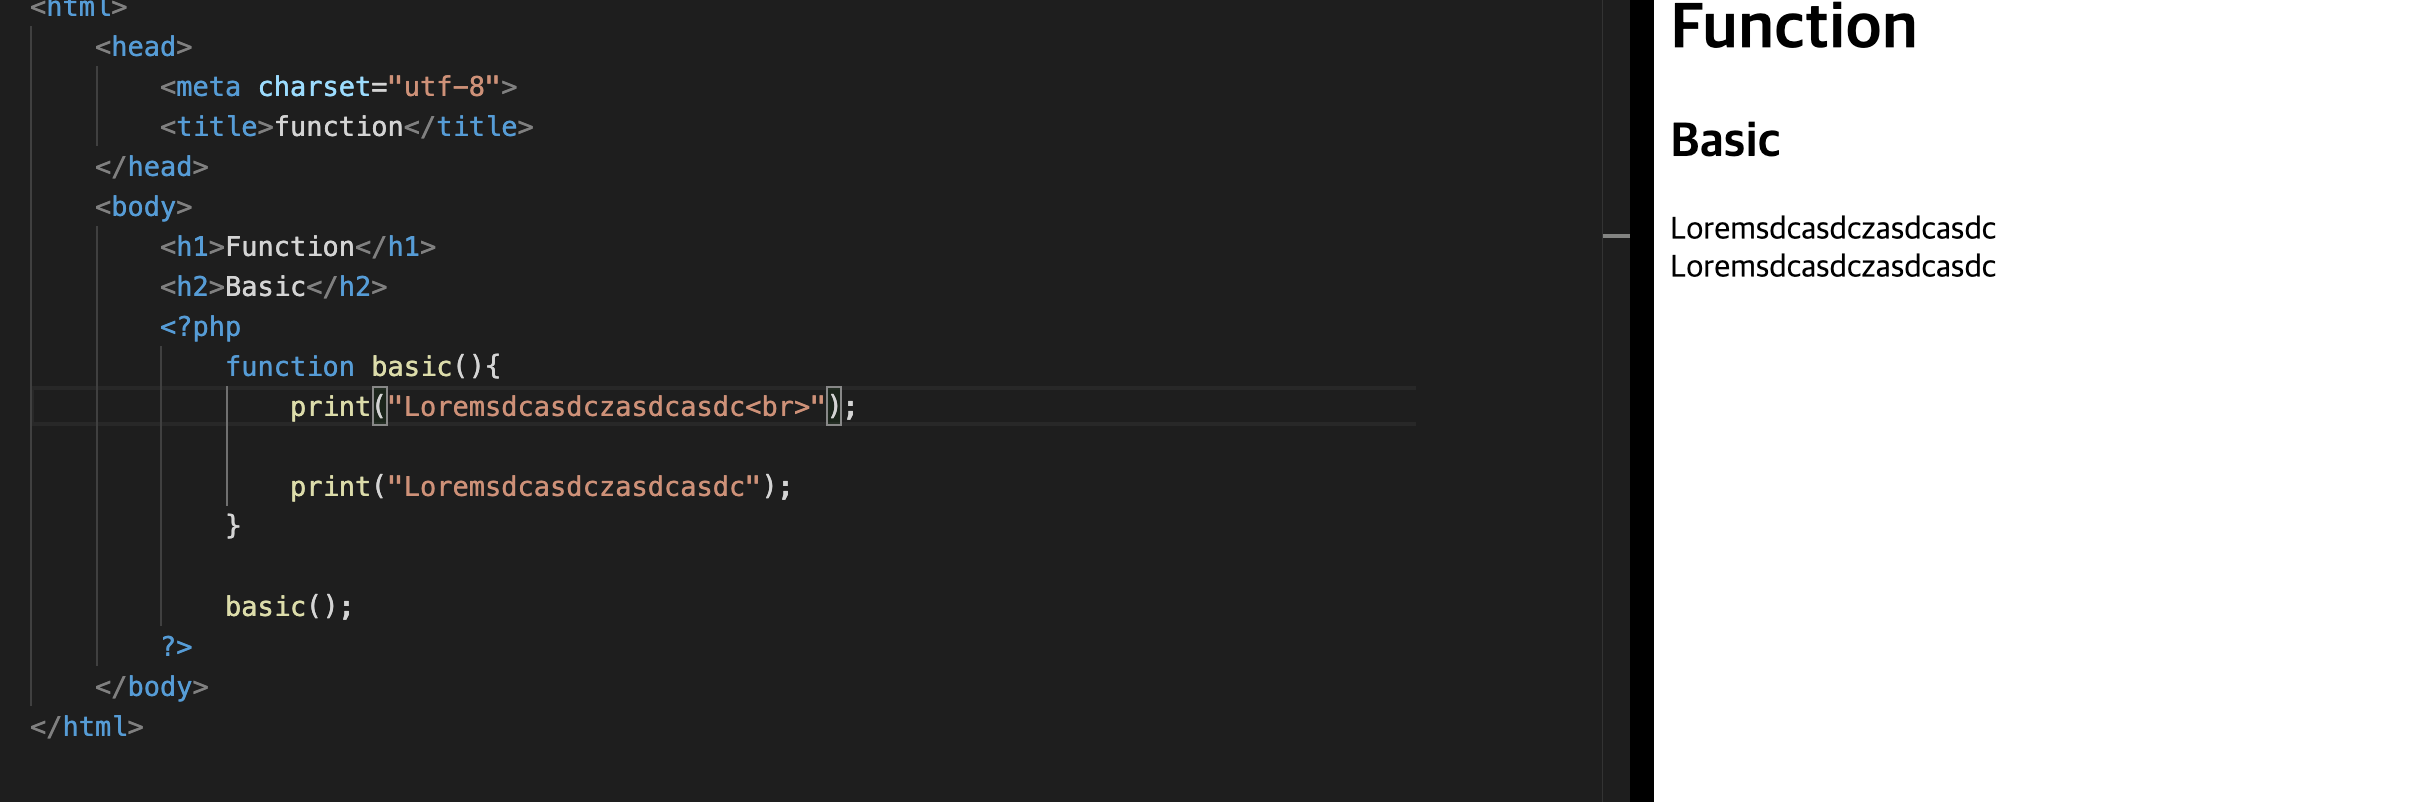 <html>
<head>
<meta charset="utf-8">
<title>function</title>
</head>
<body>
<h1>Function</h1>
<h2>Basic</h2>
<?php
function basic(){
print("Loremsdcasdczasdcasdc<br>");
print("Loremsdcasdczasdcasdc");
}
basic();
?>
</body>
</html>
Function
Basic
Loremsdcasdczasdcasdc
Loremsdcasdczasdcasdc